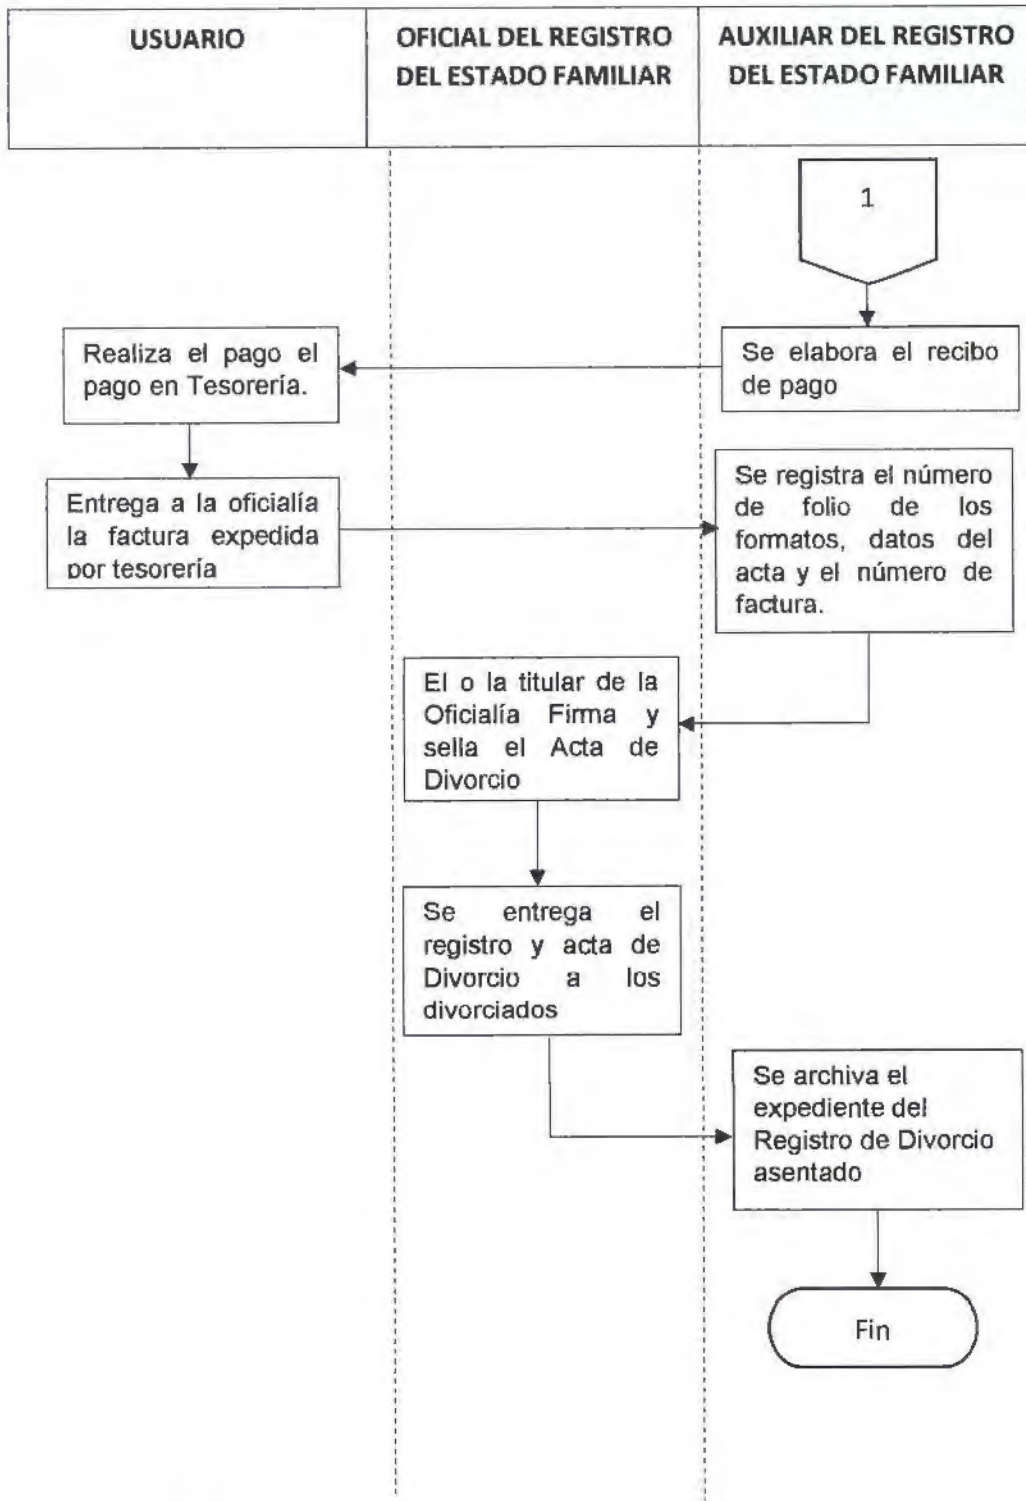 USUARIO
OFICIAL DEL REGISTRO
DEL ESTADO FAMILIAR
AUXILIAR DEL REGISTRO
DEL ESTADO FAMILIAR
1
Se elabora el recibo
de pago
Realiza el pago el
pago en Tesorería.
Entrega a la oficialía
la factura expedida
por tesorería
Se registra el número
de folio de los
formatos, datos del
acta y el número de
factura.
El o la titular de la
Oficialía Firma y
sella el Acta de
Divorcio
Se entrega el
registro y acta de
Divorcio a los
divorciados
Se archiva el
expediente del
Registro de Divorcio
asentado
Fin